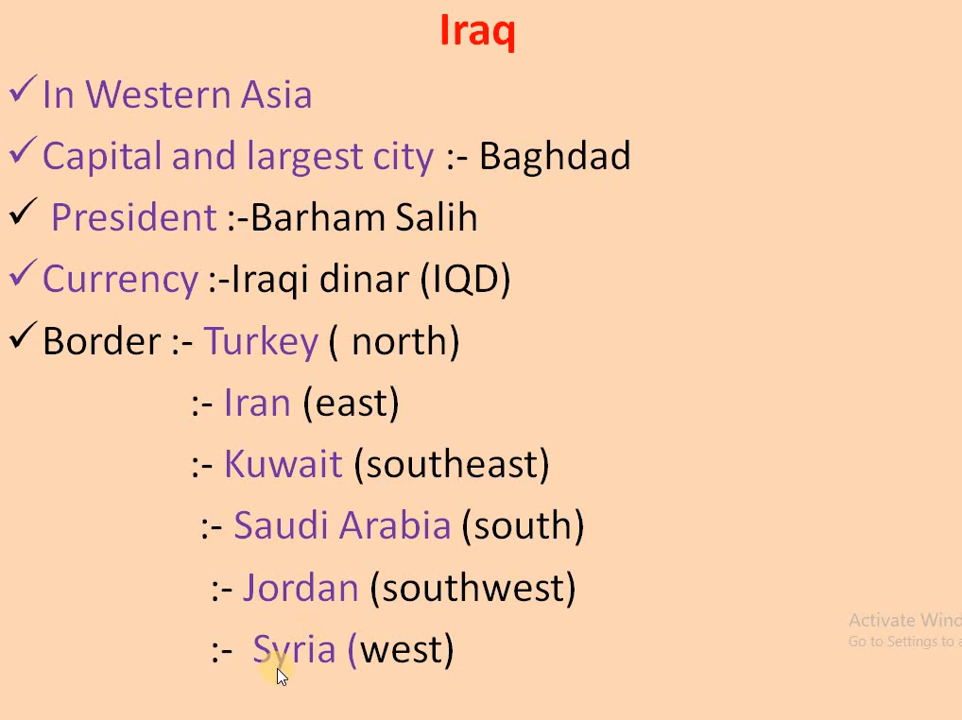 Iraq
✓In Western Asia
✓Capital and largest city :- Baghdad
✓ President :-Barham Salih
✓Currency :-Iraqi dinar (IQD)
✓Border :- Turkey ( north)
:- Iran (east)
:- Kuwait (southeast)
:- Saudi Arabia (south)
:- Jordan (southwest)
:- Syria (west)
Activate Wind
Go to Settings to a